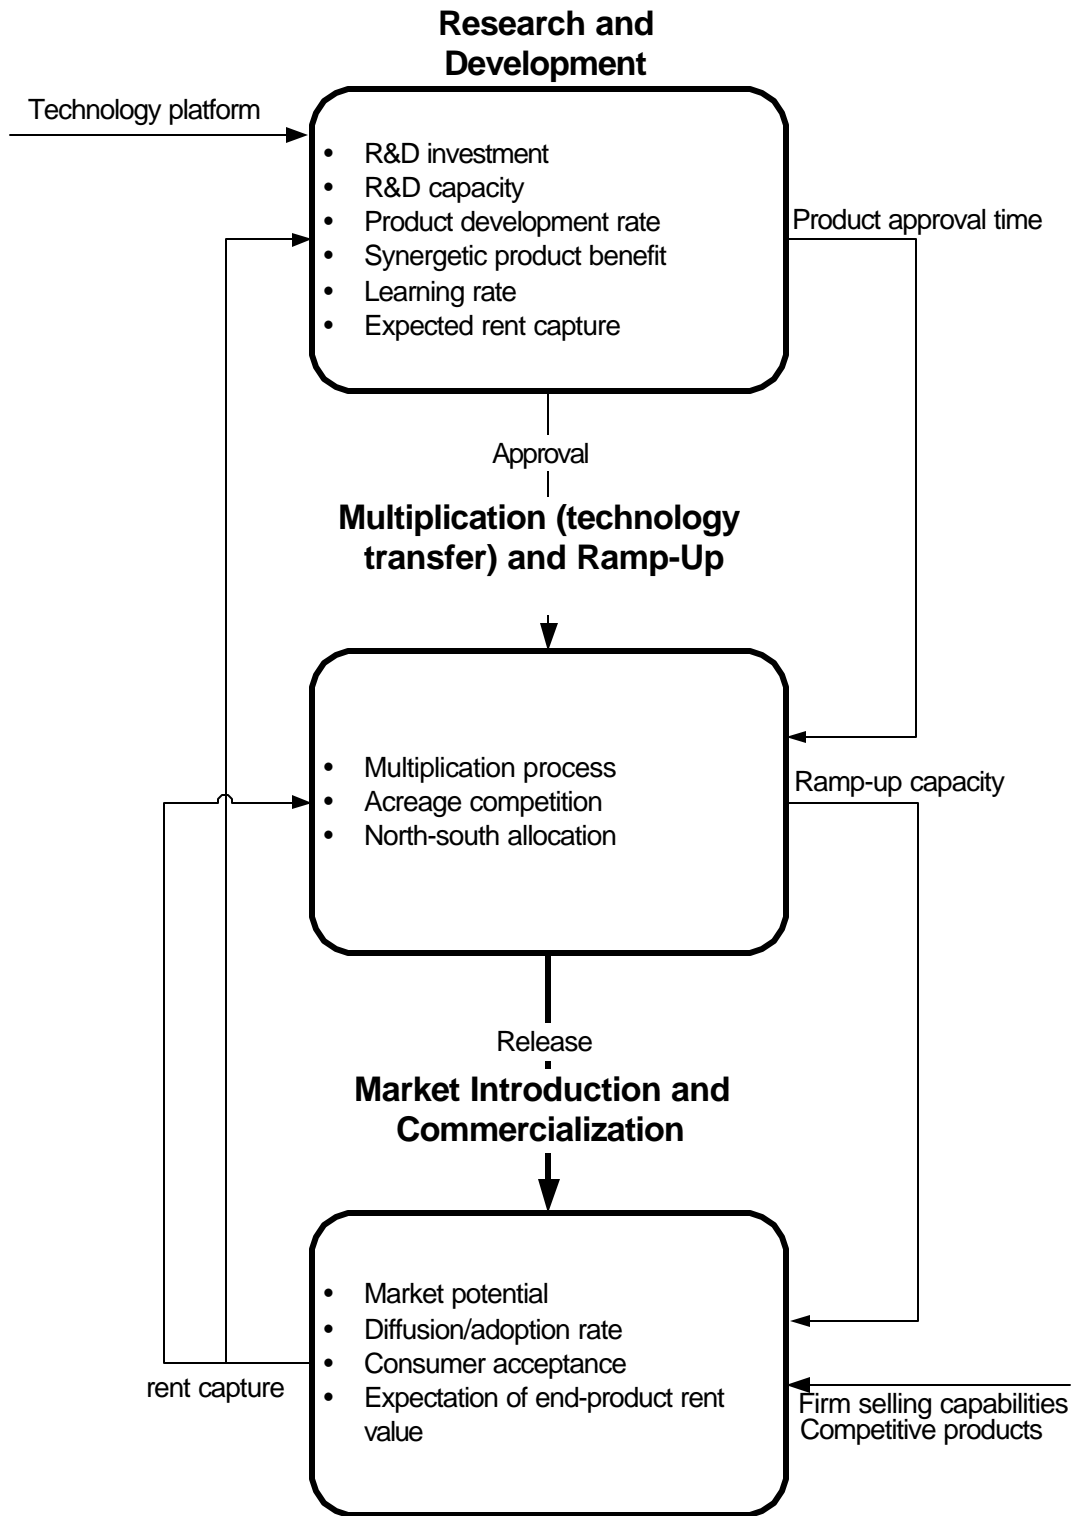 Research and
Development
Technology platform
• R&D investment
• R&D capacity
• Product development rate
• Synergetic product benefit
• Learning rate
• Expected rent capture
Product approval time
Approval
Multiplication (technology
transfer) and Ramp-Up
• Multiplication process
• Acreage competition
• North-south allocation
Ramp-up capacity
Release
Market Introduction and
Commercialization
• Market potential
• Diffusion/adoption rate
• Consumer acceptance
• Expectation of end-product rent
value
rent capture
Firm selling capabilities
Competitive products